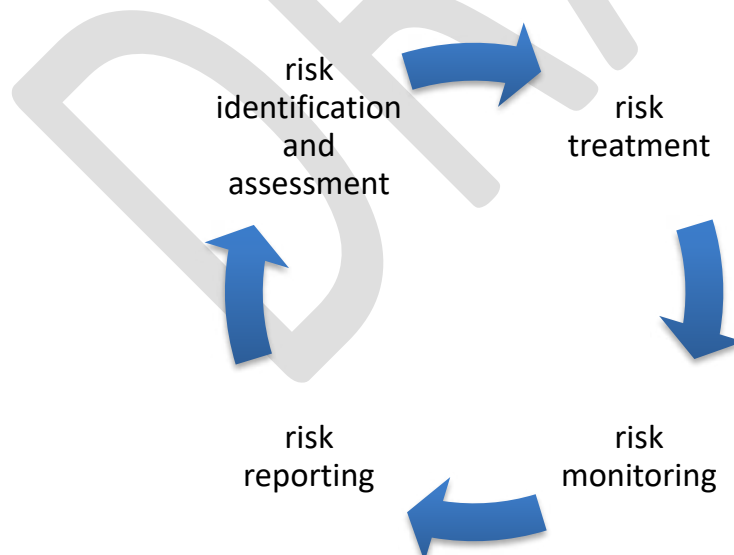 risk
identification
and
assessment
risk
treatment
risk
monitoring
risk
reporting